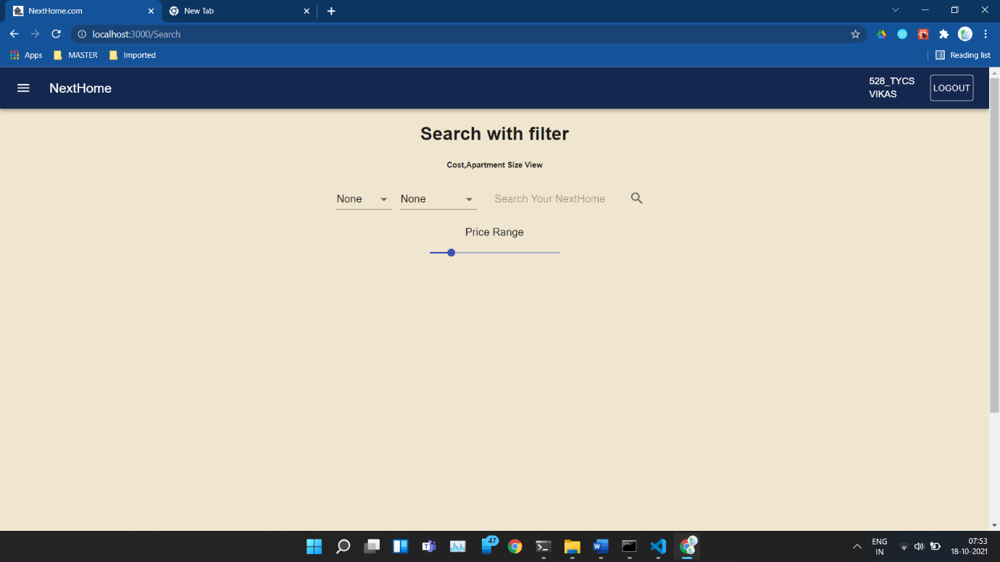 NextHome.com
New Tab
localhost:3000/Search
Apps
MASTER
Imported
Reading list
NextHome
528_TYCS
VIKAS
LOGOUT
Search with filter
Cost,Apartment Size View
None
None
Search Your NextHome
Price Range
47
ENG
IN
07:53
18-10-2021